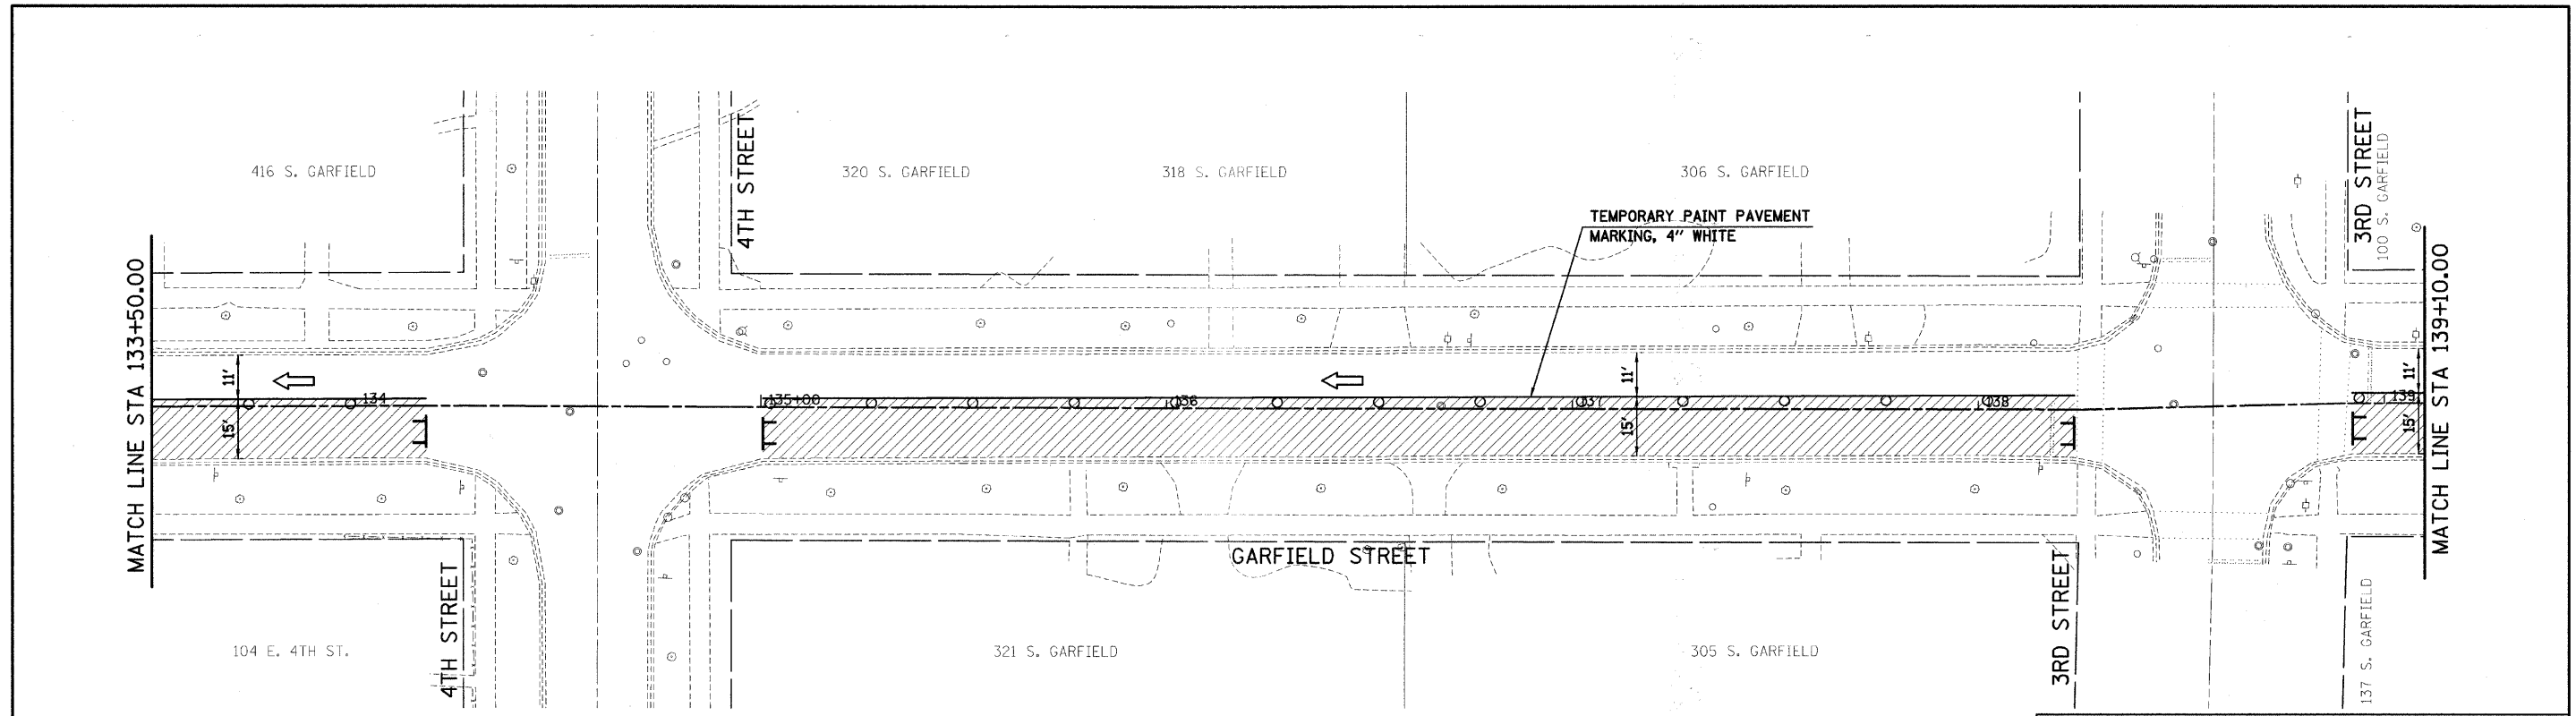 416 S. GARFIELD
4TH STREET
320 S. GARFIELD
318 S. GARFIELD
306 S. GARFIELD
3RD STREET
100 S. GARFIELD
TEMPORARY PAINT PAVEMENT
MARKING, 4" WHITE
MATCH LINE STA 133+50.00
MATCH LINE STA 139+10.00
11'
11'
11'
134
135+00
136
137
138
139
15'
15'
15'
GARFIELD STREET
104 E. 4TH ST.
4TH STREET
321 S. GARFIELD
305 S. GARFIELD
3RD STREET
137 S. GARFIELD